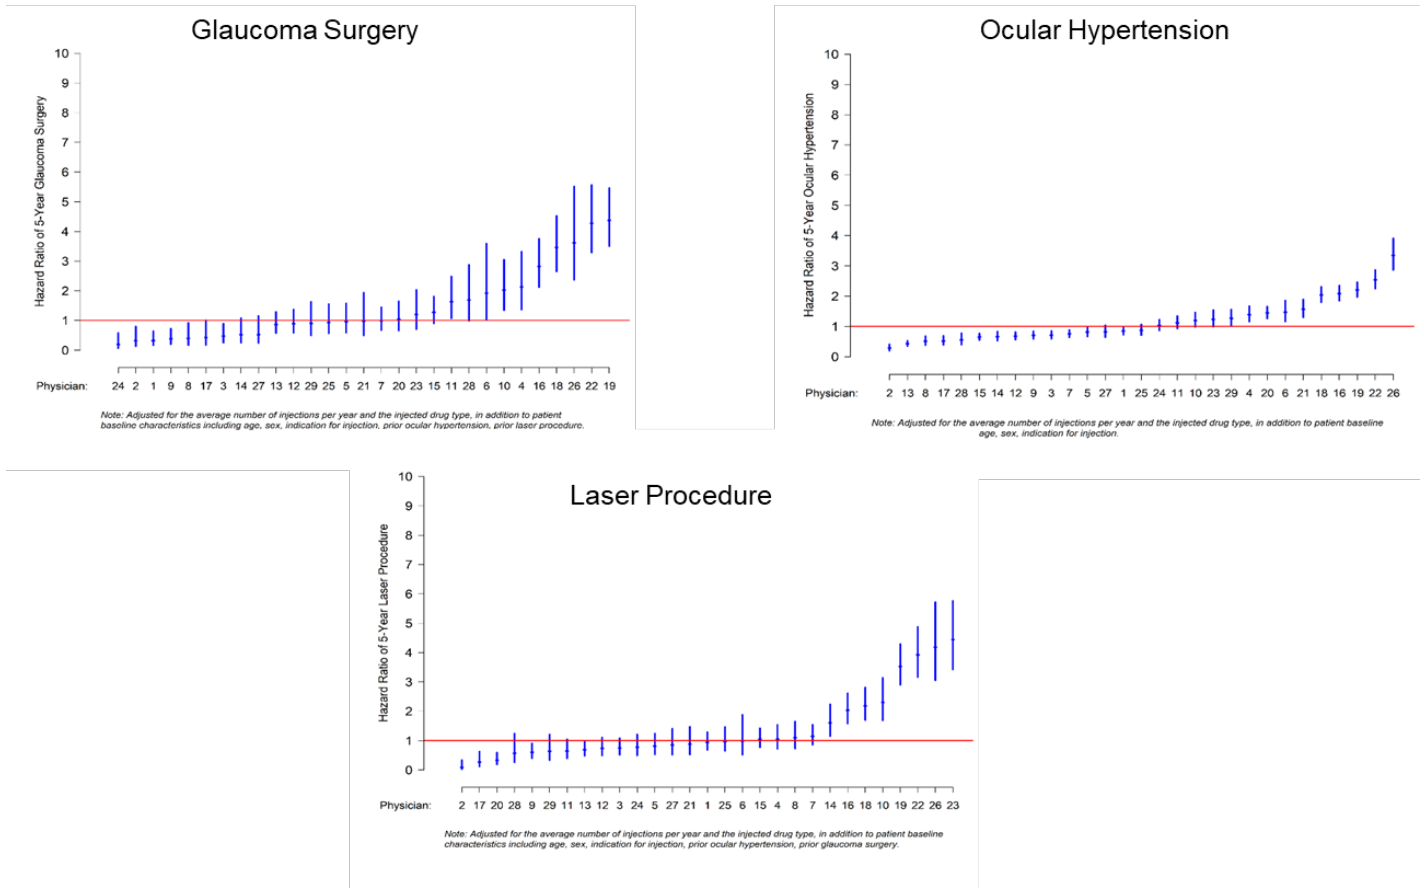 Glaucoma Surgery
Hazard Ratio of 5-Year Glaucoma Surgery
10
9
8
7
6
5
4
3
2
1
0
Physician: 24 2 1 9 8 17 3 14 27 13 12 29 25 5 21 7 20 23 15 11 28 6 10 4 16 18 26 22 19
Note: Adjusted for the average number of injections per year and the injected drug type, in addition to patient
baseline characteristics including age, sex, indication for injection, prior ocular hypertension, prior laser procedure.
Ocular Hypertension
Hazard Ratio of 5-Year Ocular Hypertension
10
9
8
7
6
5
4
3
2
1
0
Physician: 2 13 8 17 28 15 14 12 9 3 7 5 27 1 25 24 11 10 23 29 4 20 6 21 18 16 19 22 26
Note: Adjusted for the average number of injections per year and the injected drug type, in addition to patient baseline
age, sex, indication for injection.
Laser Procedure
Hazard Ratio of 5-Year Laser Procedure
10
9
8
7
6
5
4
3
2
1
0
Physician: 2 17 20 28 9 29 11 13 12 3 24 5 27 21 1 25 6 15 4 8 7 14 16 18 10 19 22 26 23
Note: Adjusted for the average number of injections per year and the injected drug type, in addition to patient baseline
characteristics including age, sex, indication for injection, prior ocular hypertension, prior glaucoma surgery.